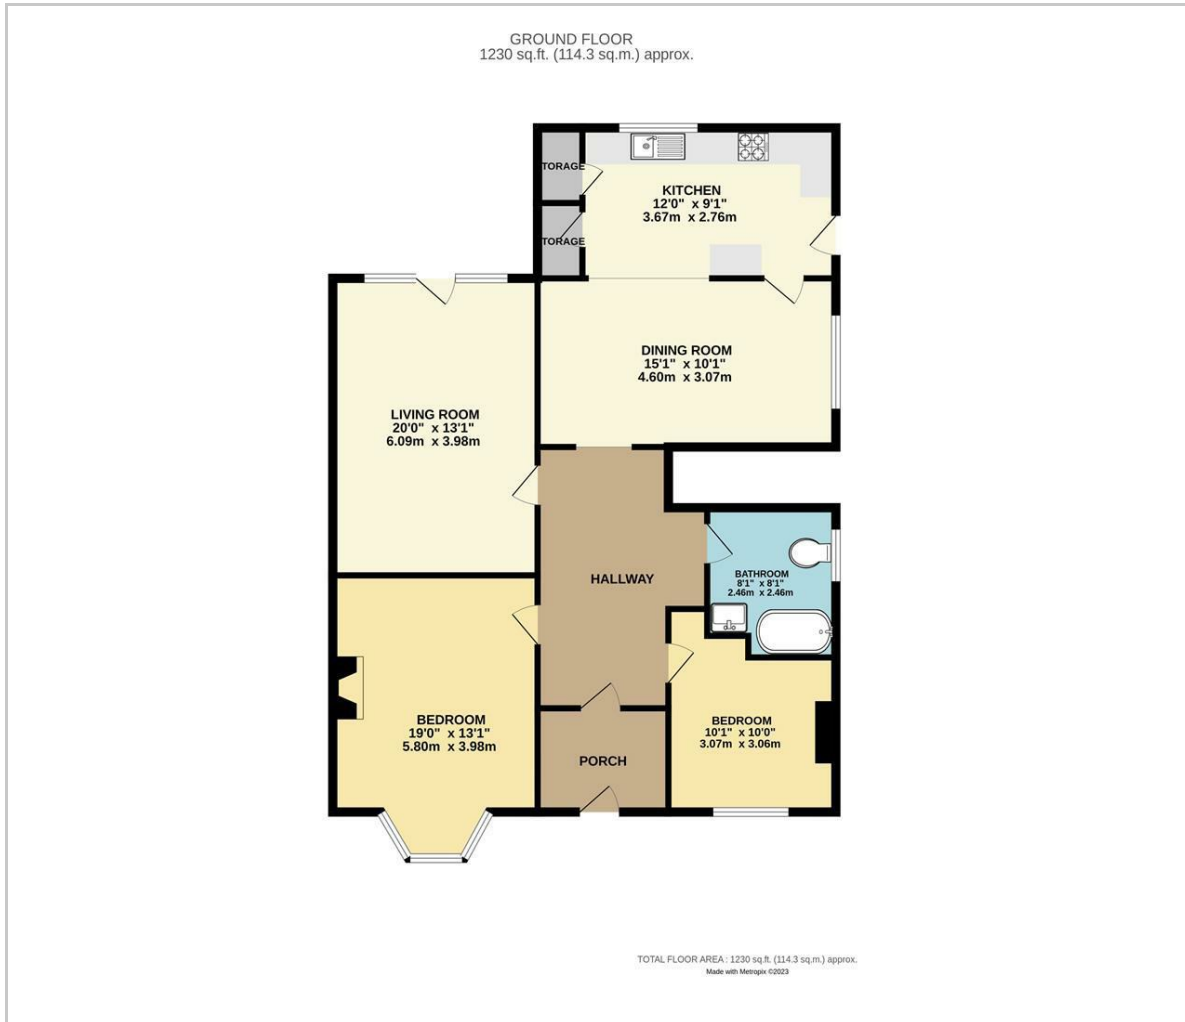 GROUND FLOOR
1230 sq.ft. (114.3 sq.m.) approx.
TORAGE
KITCHEN
12'0" x 9'1"
3.67m x 2.76m
TORAGE
DINING ROOM
15'1" x 10'1"
4.60m x 3.07m
LIVING ROOM
20'0" x 13'1"
6.09m x 3.98m
HALLWAY
BATHROOM
8'1" x 8'1"
2.46m x 2.46m
BEDROOM
19'0" x 13'1"
5.80m x 3.98m
BEDROOM
10'1" x 10'0"
3.07m x 3.06m
PORCH
TOTAL FLOOR AREA : 1230 sq.ft. (114.3 sq.m.) approx.
Made with Metropix ©2023